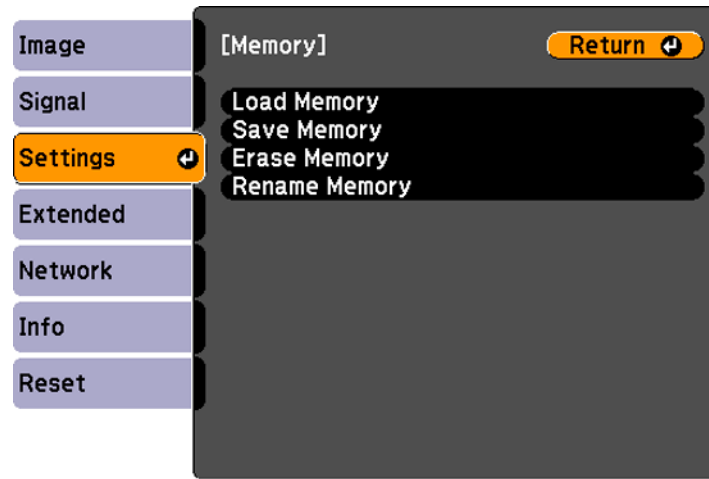 Image
Signal
Settings
Extended
Network
Info
Reset
[Memory]
Return
Load Memory
Save Memory
Erase Memory
Rename Memory